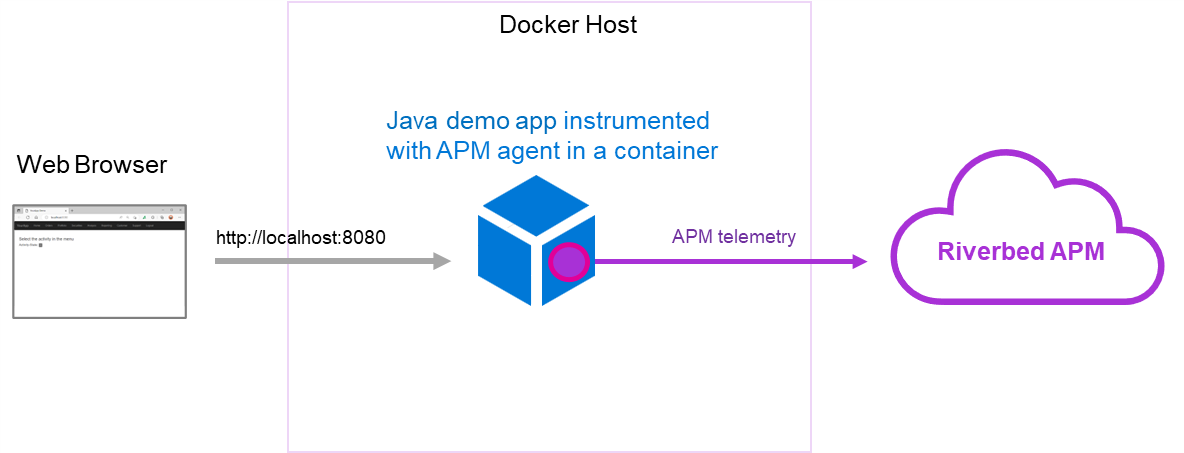 Docker Host
Java demo app instrumented
with APM agent in a container
Web Browser
Select the activity in the menu
http://localhost:8080
APM telemetry
Riverbed APM